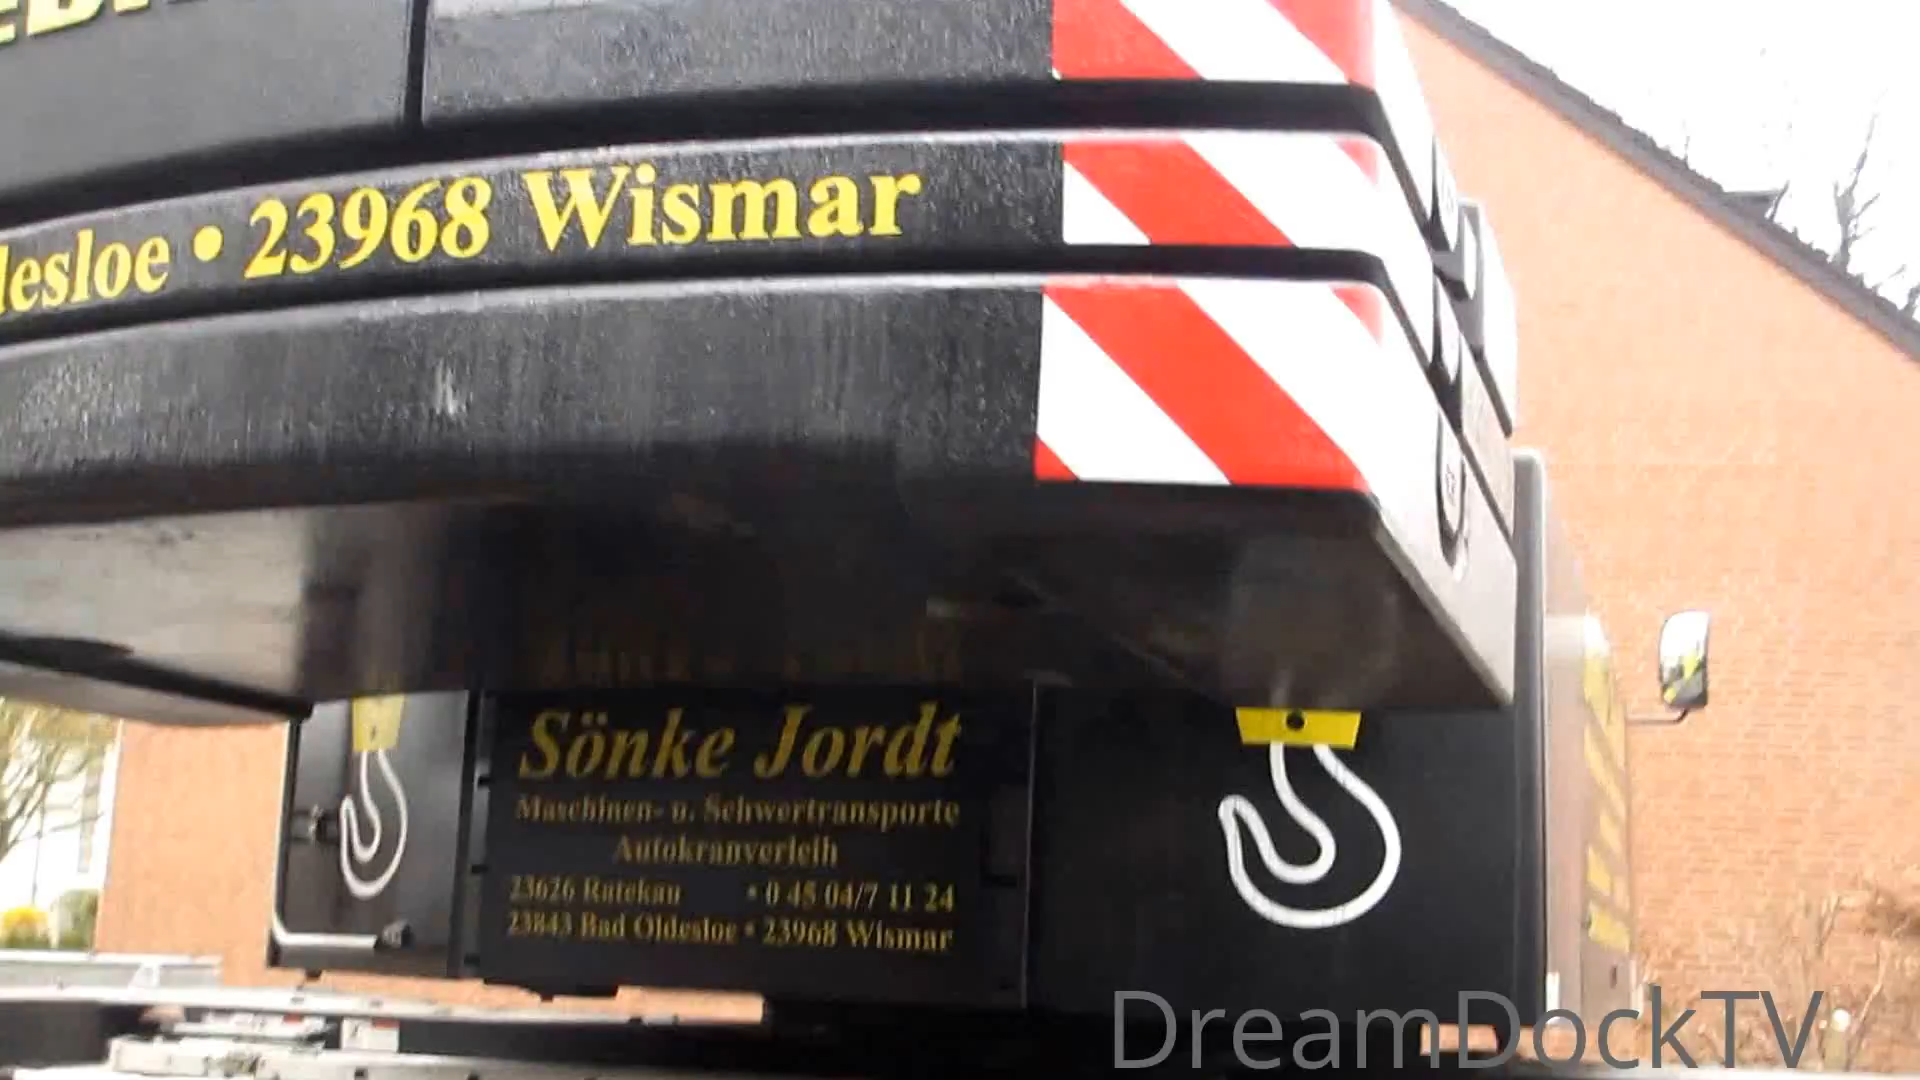 • 23968 Wismar
Sönke Jordt
Maschinen- u. Schwertransporte
Autokranverleih
23626 Ratekau • 0 45 04/7 11 24
23843 Bad Oldesloe • 23968 Wismar
DreamDockTV